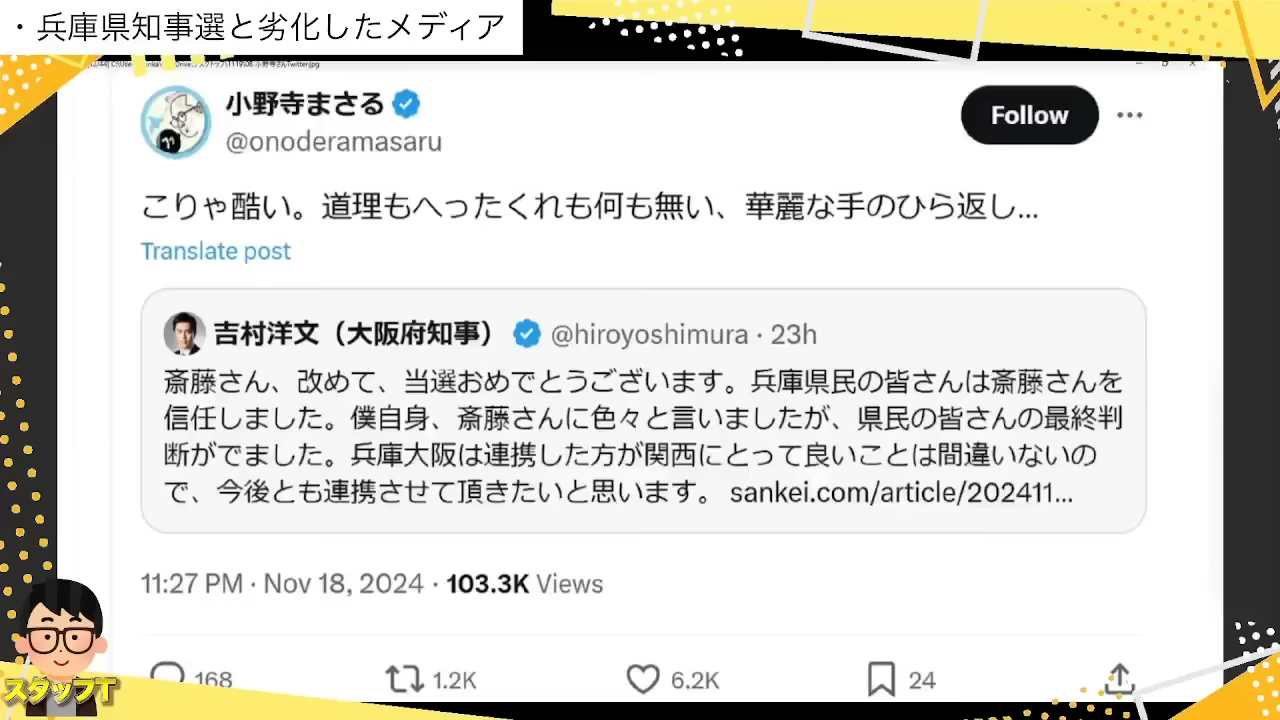 ・兵庫県知事選と劣化したメディア
小野寺まさる
@onoderamasaru
Follow
こりゃ酷い。道理もへったくれも何も無い、華麗な手のひら返し...
Translate post
吉村洋文（大阪府知事） @hiroyoshimura · 23h
斎藤さん、改めて、当選おめでとうございます。兵庫県民の皆さんは斎藤さんを
信任しました。僕自身、斎藤さんに色々と言いましたが、県民の皆さんの最終判
断がでました。兵庫大阪は連携した方が関西にとって良いことは間違いないの
で、今後とも連携させて頂きたいと思います。 sankei.com/article/202411...
11:27 PM · Nov 18, 2024 · 103.3K Views
168 1.2K 6.2K 24
スタッフT